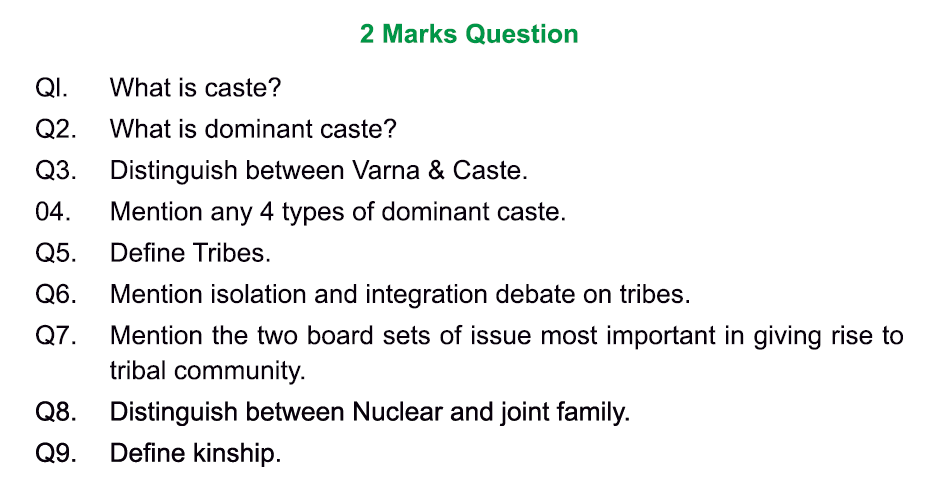 2 Marks Question
QI. What is caste?
Q2. What is dominant caste?
Q3. Distinguish between Varna & Caste.
04. Mention any 4 types of dominant caste.
Q5. Define Tribes.
Q6. Mention isolation and integration debate on tribes.
Q7. Mention the two board sets of issue most important in giving rise to
tribal community.
Q8. Distinguish between Nuclear and joint family.
Q9. Define kinship.